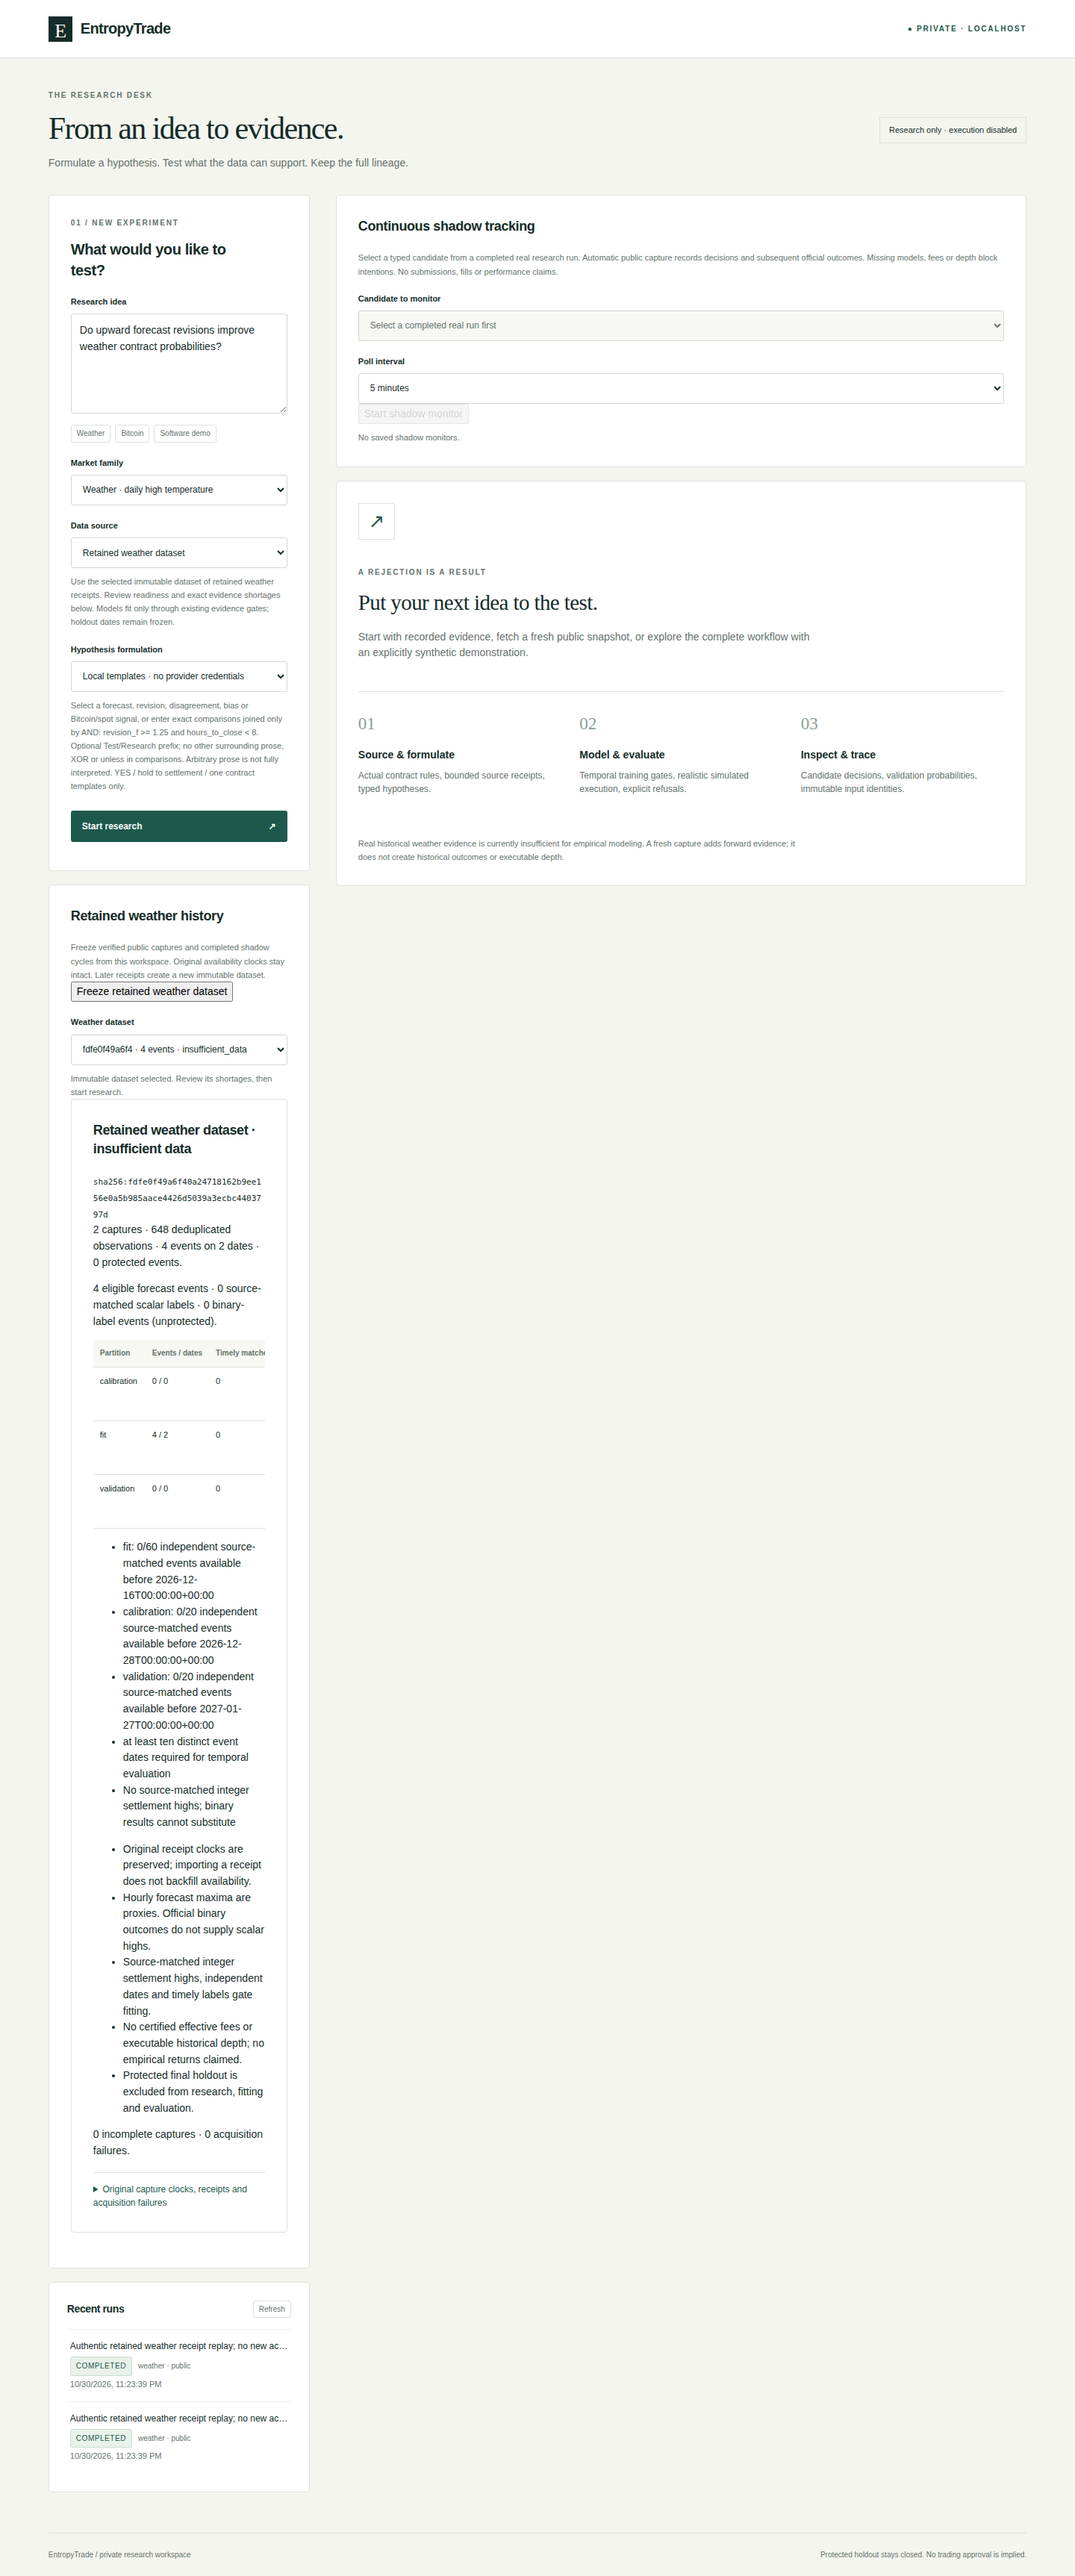 E EntropyTrade
● PRIVATE · LOCALHOST
THE RESEARCH DESK
From an idea to evidence.
Formulate a hypothesis. Test what the data can support. Keep the full lineage.
Research only · execution disabled
01 / NEW EXPERIMENT
What would you like to
test?
Research idea
Do upward forecast revisions improve
weather contract probabilities?
Weather Bitcoin Software demo
Market family
Weather · daily high temperature
Data source
Retained weather dataset
Use the selected immutable dataset of retained weather
receipts. Review readiness and exact evidence shortages
below. Models fit only through existing evidence gates;
holdout dates remain frozen.
Hypothesis formulation
Local templates · no provider credentials
Select a forecast, revision, disagreement, bias or
Bitcoin/spot signal, or enter exact comparisons joined only
by AND: revision_f >= 1.25 and hours_to_close < 8.
Optional Test/Research prefix; no other surrounding prose,
XOR or unless in comparisons. Arbitrary prose is not fully
interpreted. YES / hold to settlement / one contract
templates only.
Start research ↗
Retained weather history
Freeze verified public captures and completed shadow
cycles from this workspace. Original availability clocks stay
intact. Later receipts create a new immutable dataset.
Freeze retained weather dataset
Weather dataset
fdfe0f49a6f4 · 4 events · insufficient_data
Immutable dataset selected. Review its shortages, then
start research.
Retained weather dataset ·
insufficient data
sha256:fdfe0f49a6f40a24718162b9ee1
56e0a5b985aace4426d5039a3ecbc44037
97d
2 captures · 648 deduplicated
observations · 4 events on 2 dates ·
0 protected events.
4 eligible forecast events · 0 source-
matched scalar labels · 0 binary-
label events (unprotected).
Partition Events / dates Timely matche
calibration 0 / 0 0
fit 4 / 2 0
validation 0 / 0 0
• fit: 0/60 independent source-
matched events available
before 2026-12-
16T00:00:00+00:00
• calibration: 0/20 independent
source-matched events
available before 2026-12-
28T00:00:00+00:00
• validation: 0/20 independent
source-matched events
available before 2027-01-
27T00:00:00+00:00
• at least ten distinct event
dates required for temporal
evaluation
• No source-matched integer
settlement highs; binary
results cannot substitute
• Original receipt clocks are
preserved; importing a receipt
does not backfill availability.
• Hourly forecast maxima are
proxies. Official binary
outcomes do not supply scalar
highs.
• Source-matched integer
settlement highs, independent
dates and timely labels gate
fitting.
• No certified effective fees or
executable historical depth; no
empirical returns claimed.
• Protected final holdout is
excluded from research, fitting
and evaluation.
0 incomplete captures · 0 acquisition
failures.
▶ Original capture clocks, receipts and
acquisition failures
Recent runs Refresh
Authentic retained weather receipt replay; no new ac…
COMPLETED weather · public
10/30/2026, 11:23:39 PM
Authentic retained weather receipt replay; no new ac…
COMPLETED weather · public
10/30/2026, 11:23:39 PM
Continuous shadow tracking
Select a typed candidate from a completed real research run. Automatic public capture records decisions and subsequent official outcomes. Missing models, fees or depth block
intentions. No submissions, fills or performance claims.
Candidate to monitor
Select a completed real run first
Poll interval
5 minutes
Start shadow monitor
No saved shadow monitors.
↗
A REJECTION IS A RESULT
Put your next idea to the test.
Start with recorded evidence, fetch a fresh public snapshot, or explore the complete workflow with
an explicitly synthetic demonstration.
01
Source & formulate
Actual contract rules, bounded source receipts,
typed hypotheses.
02
Model & evaluate
Temporal training gates, realistic simulated
execution, explicit refusals.
03
Inspect & trace
Candidate decisions, validation probabilities,
immutable input identities.
Real historical weather evidence is currently insufficient for empirical modeling. A fresh capture adds forward evidence; it
does not create historical outcomes or executable depth.
EntropyTrade / private research workspace
Protected holdout stays closed. No trading approval is implied.